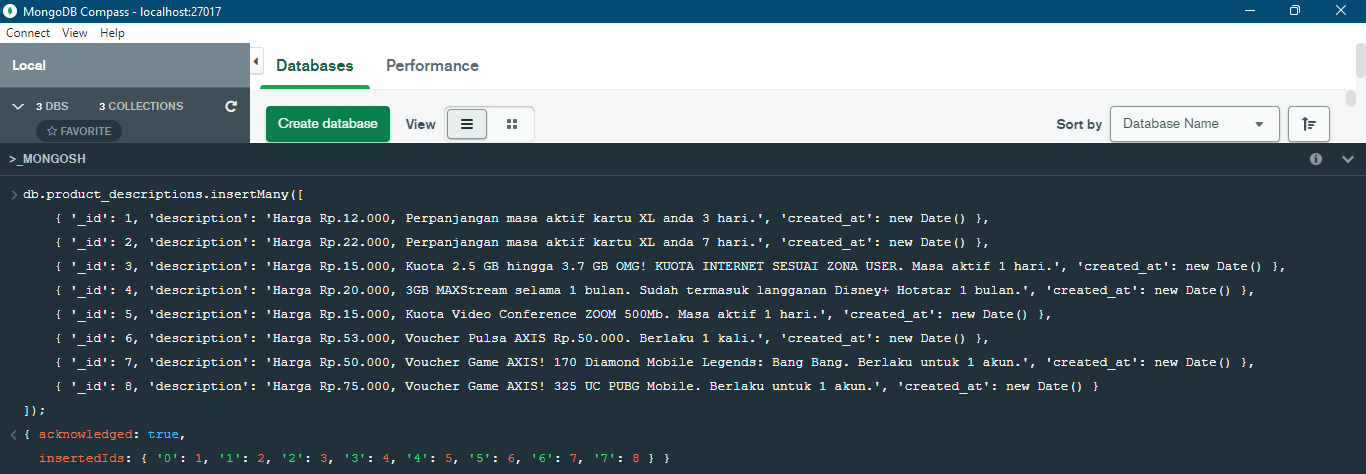 MongoDB Compass - localhost:27017
Connect View Help
Local
Databases Performance
3 DBS 3 COLLECTIONS
FAVORITE
Create database View Sort by Database Name
>_MONGOSH
> db.product_descriptions.insertMany([
{ '_id': 1, 'description': 'Harga Rp.12.000, Perpanjangan masa aktif kartu XL anda 3 hari.', 'created_at': new Date() },
{ '_id': 2, 'description': 'Harga Rp.22.000, Perpanjangan masa aktif kartu XL anda 7 hari.', 'created_at': new Date() },
{ '_id': 3, 'description': 'Harga Rp.15.000, Kuota 2.5 GB hingga 3.7 GB OMG! KUOTA INTERNET SESUAI ZONA USER. Masa aktif 1 hari.', 'created_at': new Date() },
{ '_id': 4, 'description': 'Harga Rp.20.000, 3GB MAXStream selama 1 bulan. Sudah termasuk langganan Disney+ Hotstar 1 bulan.', 'created_at': new Date() },
{ '_id': 5, 'description': 'Harga Rp.15.000, Kuota Video Conference ZOOM 500Mb. Masa aktif 1 hari.', 'created_at': new Date() },
{ '_id': 6, 'description': 'Harga Rp.53.000, Voucher Pulsa AXIS Rp.50.000. Berlaku 1 kali.', 'created_at': new Date() },
{ '_id': 7, 'description': 'Harga Rp.50.000, Voucher Game AXIS! 170 Diamond Mobile Legends: Bang Bang. Berlaku untuk 1 akun.', 'created_at': new Date() },
{ '_id': 8, 'description': 'Harga Rp.75.000, Voucher Game AXIS! 325 UC PUBG Mobile. Berlaku untuk 1 akun.', 'created_at': new Date() }
]);
< { acknowledged: true,
insertedIds: { '0': 1, '1': 2, '2': 3, '3': 4, '4': 5, '5': 6, '6': 7, '7': 8 } }